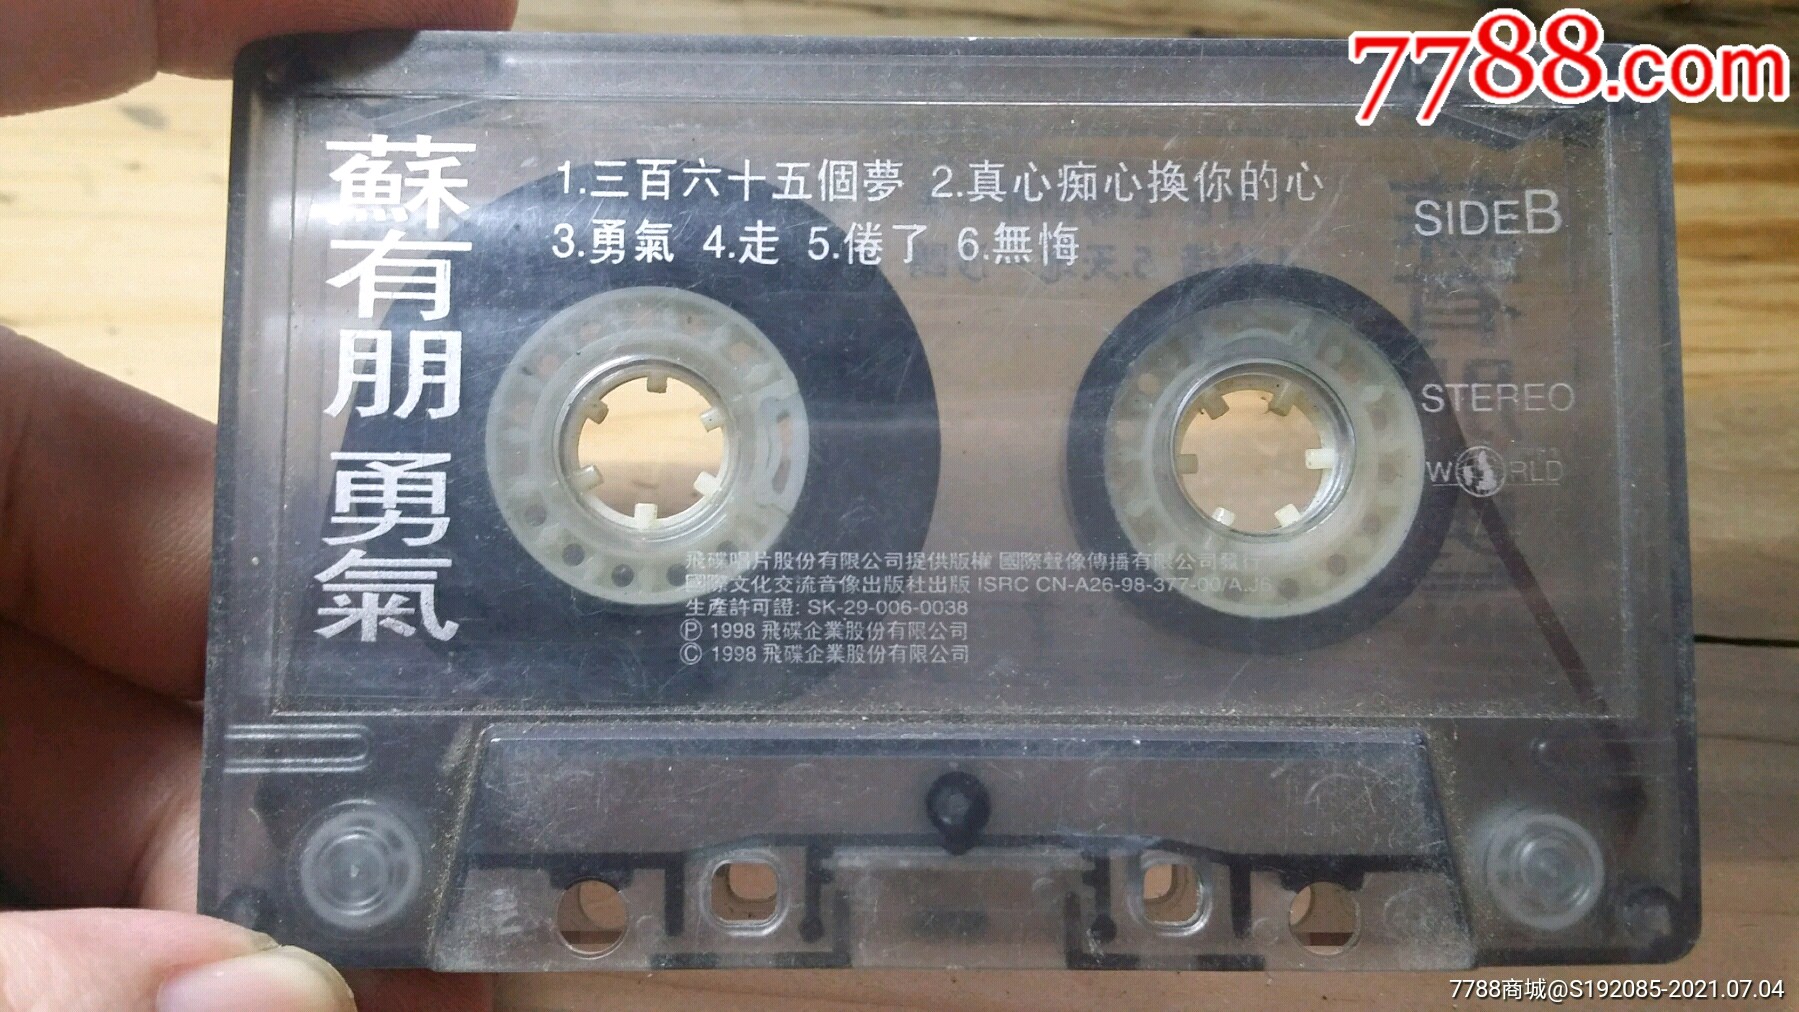 7788.com
蘇有朋 勇氣
1.三百六十五個夢 2.真心痴心換你的心
3.勇氣 4.走 5.倦了 6.無悔
SIDEB
STEREO
WORLD
飛碟唱片股份有限公司提供版權 國際聲像傳播有限公司發行
國際文化交流音像出版社出版 ISRC CN-A26-98-377-00/A.J6
生產許可證: SK-29-006-0038
Ⓟ 1998 飛碟企業股份有限公司
© 1998 飛碟企業股份有限公司
7788商城@S192085-2021.07.04